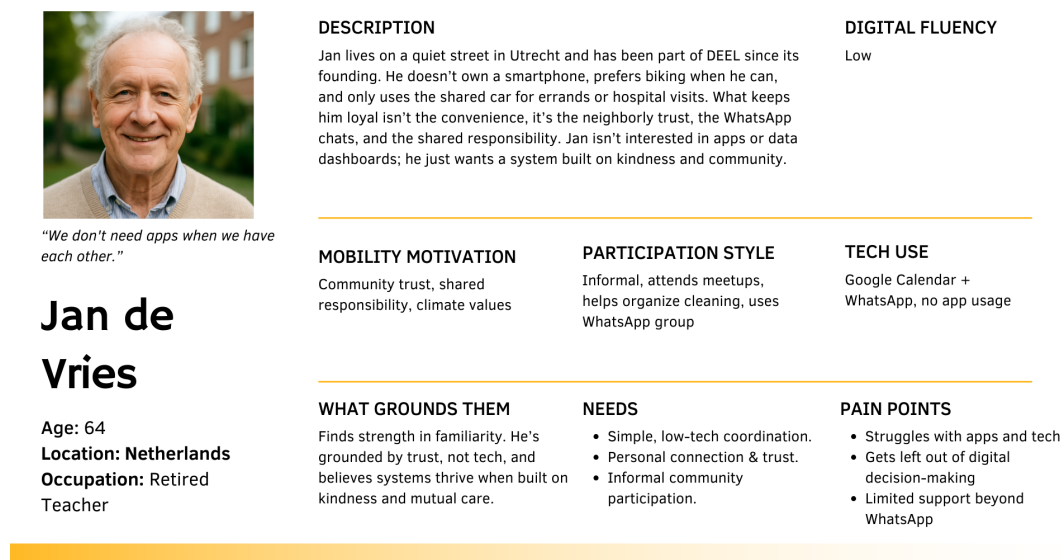 DESCRIPTION
Jan lives on a quiet street in Utrecht and has been part of DEEL since its
founding. He doesn't own a smartphone, prefers biking when he can,
and only uses the shared car for errands or hospital visits. What keeps
him loyal isn't the convenience, it's the neighborly trust, the WhatsApp
chats, and the shared responsibility. Jan isn't interested in apps or data
dashboards; he just wants a system built on kindness and community.
DIGITAL FLUENCY
Low
“We don't need apps when we have
each other.”
Jan de
Vries
Age: 64
Location: Netherlands
Occupation: Retired
Teacher
MOBILITY MOTIVATION
Community trust, shared
responsibility, climate values
PARTICIPATION STYLE
Informal, attends meetups,
helps organize cleaning, uses
WhatsApp group
TECH USE
Google Calendar +
WhatsApp, no app usage
WHAT GROUNDS THEM
Finds strength in familiarity. He's
grounded by trust, not tech, and
believes systems thrive when built on
kindness and mutual care.
NEEDS
• Simple, low-tech coordination.
• Personal connection & trust.
• Informal community
participation.
PAIN POINTS
• Struggles with apps and tech
• Gets left out of digital
decision-making
• Limited support beyond
WhatsApp